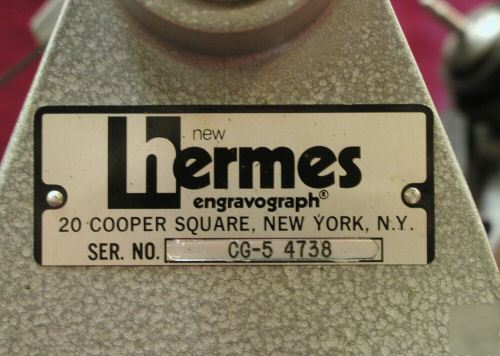 new
hermes
engravograph®
20 COOPER SQUARE, NEW YORK, N.Y.
SER. NO. CG-5 4738